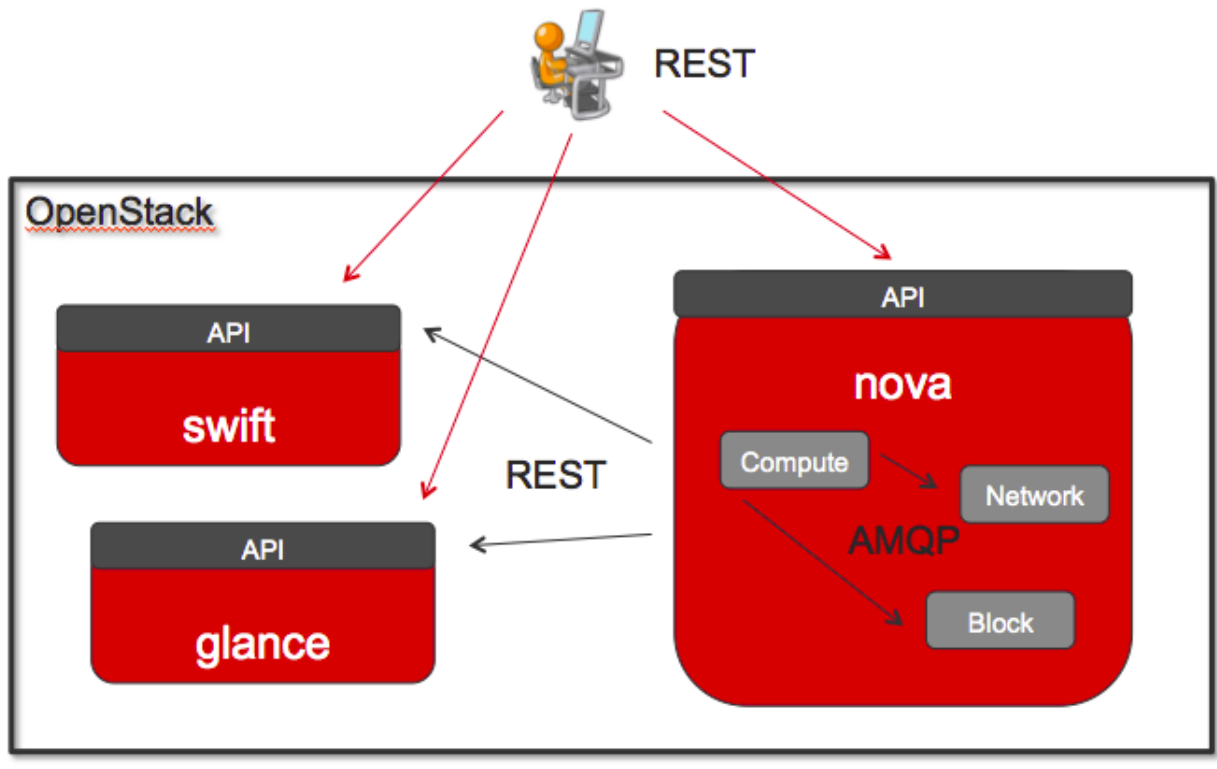 REST
OpenStack
API
swift
API
glance
REST
API
nova
Compute
Network
AMQP
Block